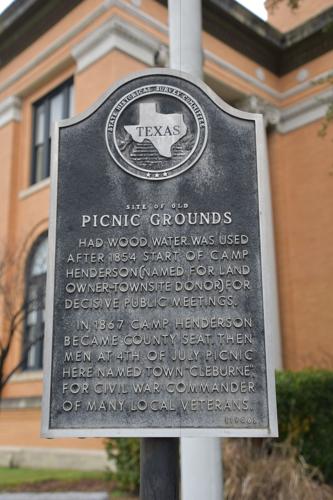 STATE HISTORICAL SURVEY COMMITTEE
TEXAS
SITE OF OLD
PICNIC GROUNDS
HAD WOOD, WATER. WAS USED
AFTER 1854 START OF CAMP
HENDERSON (NAMED FOR LAND
OWNER-TOWNSITE DONOR) FOR
DECISIVE PUBLIC MEETINGS.
IN 1867 CAMP HENDERSON
BECAME COUNTY SEAT. THEN
MEN AT 4TH OF JULY PICNIC
HERE NAMED TOWN "CLEBURNE",
FOR CIVIL WAR COMMANDER
OF MANY LOCAL VETERANS.